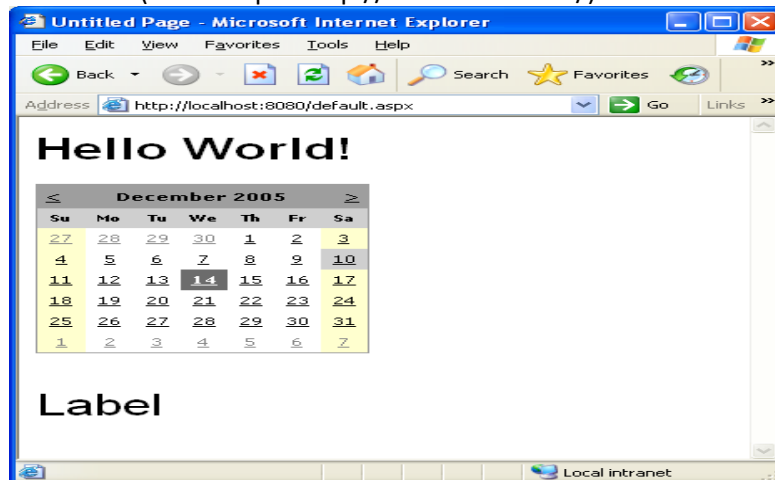 Untitled Page - Microsoft Internet Explorer
File Edit View Favorites Tools Help
Back Search Favorites »
Address http://localhost:8080/default.aspx Go Links »
Hello World!
< December 2005 >
Su Mo Tu We Th Fr Sa
27 28 29 30 1 2 3
4 5 6 7 8 9 10
11 12 13 14 15 16 17
18 19 20 21 22 23 24
25 26 27 28 29 30 31
1 2 3 4 5 6 7
Label
Local intranet